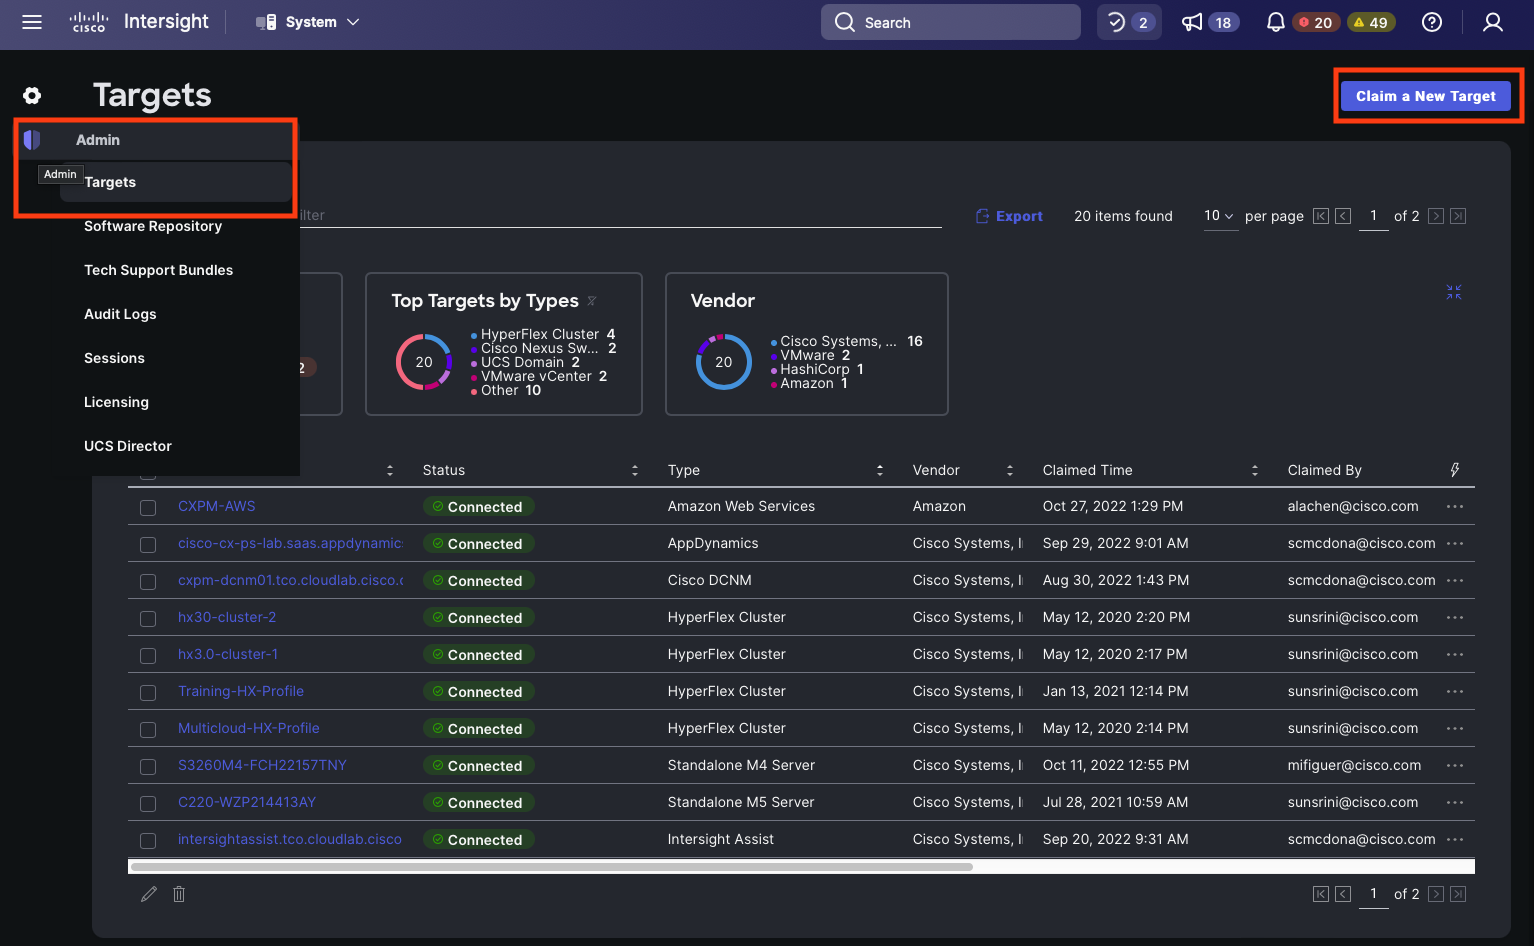 cisco Intersight System Search 2 18 20 49
Targets
Claim a New Target
Admin
Admin
Targets
Software Repository
Tech Support Bundles
Audit Logs
Sessions
Licensing
UCS Director
Export 20 items found 10 per page 1 of 2
Top Targets by Types
20
HyperFlex Cluster 4
Cisco Nexus Sw... 2
UCS Domain 2
VMware vCenter 2
Other 10
Vendor
20
Cisco Systems, ... 16
VMware 2
HashiCorp 1
Amazon 1
Status Type Vendor Claimed Time Claimed By
CXPM-AWS Connected Amazon Web Services Amazon Oct 27, 2022 1:29 PM alachen@cisco.com ...
cisco-cx-ps-lab.saas.appdynamics Connected AppDynamics Cisco Systems, I Sep 29, 2022 9:01 AM scmcdona@cisco.com ...
cxpm-dcnm01.tco.cloudlab.cisco.c Connected Cisco DCNM Cisco Systems, I Aug 30, 2022 1:43 PM scmcdona@cisco.com ...
hx30-cluster-2 Connected HyperFlex Cluster Cisco Systems, I May 12, 2020 2:20 PM sunsrini@cisco.com ...
hx3.0-cluster-1 Connected HyperFlex Cluster Cisco Systems, I May 12, 2020 2:17 PM sunsrini@cisco.com ...
Training-HX-Profile Connected HyperFlex Cluster Cisco Systems, I Jan 13, 2021 12:14 PM sunsrini@cisco.com ...
Multicloud-HX-Profile Connected HyperFlex Cluster Cisco Systems, I May 12, 2020 2:14 PM sunsrini@cisco.com ...
S3260M4-FCH22157TNY Connected Standalone M4 Server Cisco Systems, I Oct 11, 2022 12:55 PM mifiguer@cisco.com ...
C220-WZP214413AY Connected Standalone M5 Server Cisco Systems, I Jul 28, 2021 10:59 AM sunsrini@cisco.com ...
intersightassist.tco.cloudlab.cisco Connected Intersight Assist Cisco Systems, I Sep 20, 2022 9:31 AM scmcdona@cisco.com ...
1 of 2